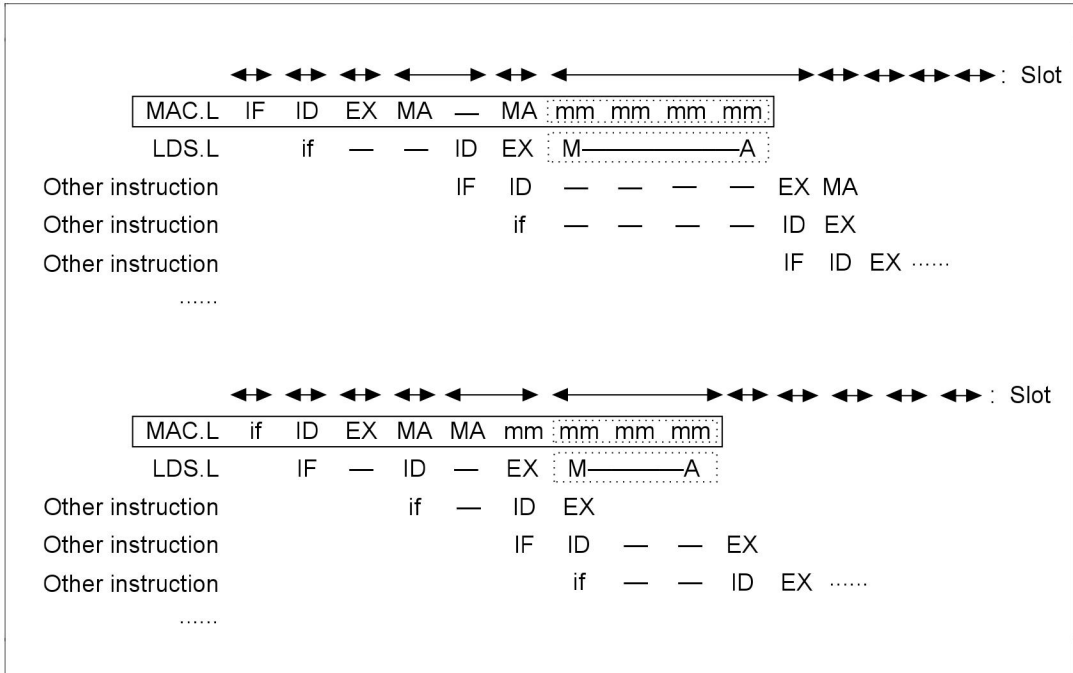 : Slot
MAC.L IF ID EX MA — MA mm mm mm mm
LDS.L if — — ID EX M———A
Other instruction IF ID — — — — EX MA
Other instruction if — — — — ID EX
Other instruction IF ID EX ······
······
: Slot
MAC.L if ID EX MA MA mm mm mm mm
LDS.L IF — ID — EX M———A
Other instruction if — ID EX
Other instruction IF ID — — EX
Other instruction if — — ID EX ······
······